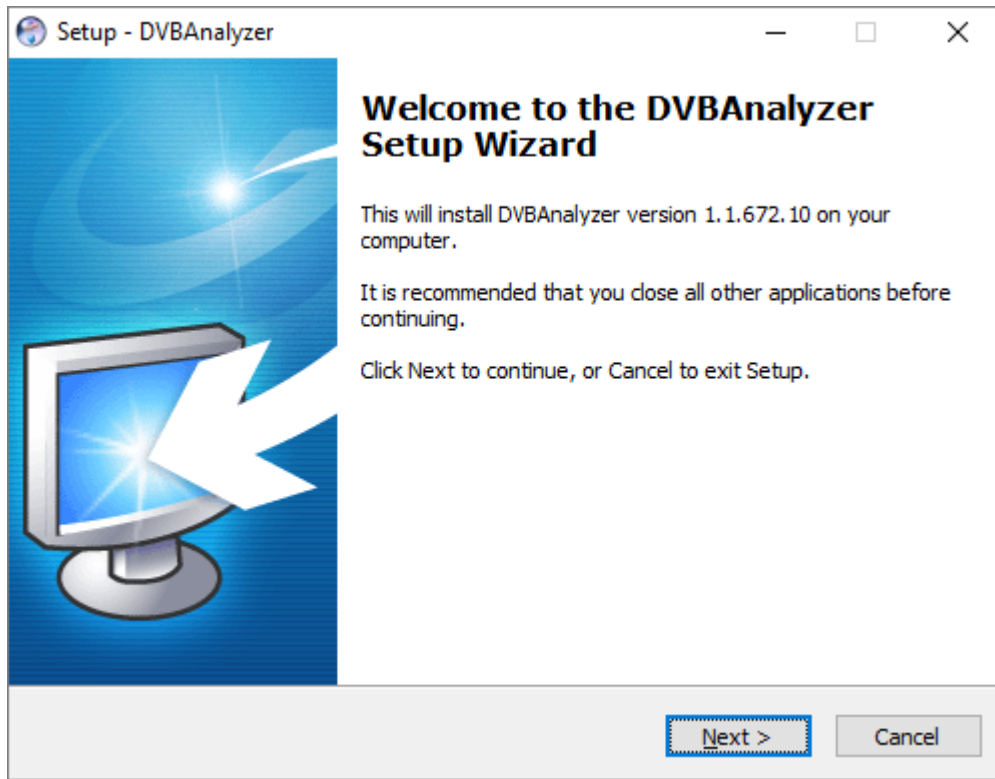 Setup - DVBAnalyzer
Welcome to the DVBAnalyzer
Setup Wizard
This will install DVBAnalyzer version 1.1.672.10 on your
computer.
It is recommended that you close all other applications before
continuing.
Click Next to continue, or Cancel to exit Setup.
Next >
Cancel